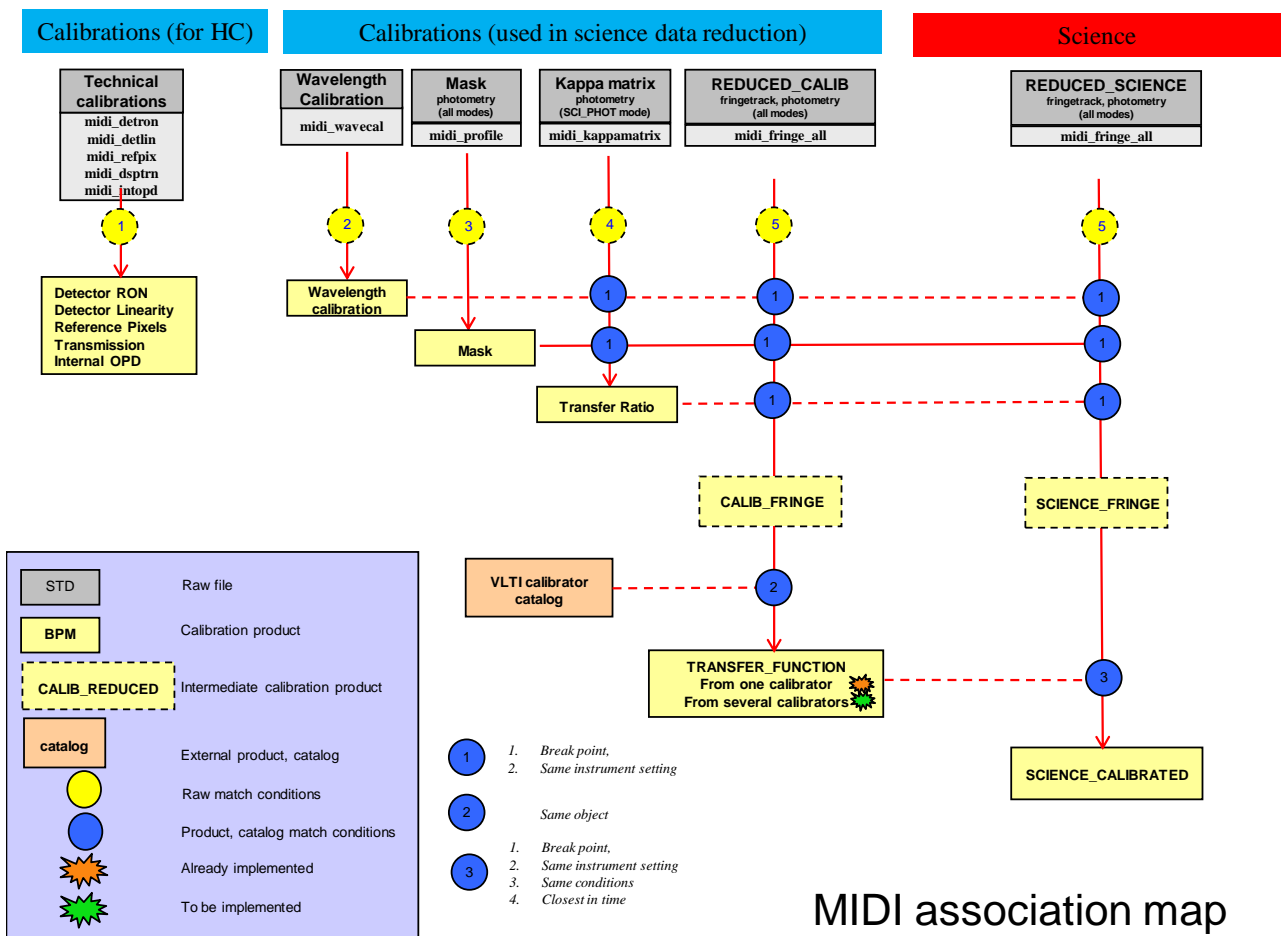 Calibrations (for HC)
Calibrations (used in science data reduction)
Science
Technical
calibrations
midi_detron
midi_detlin
midi_refpix
midi_dsptrn
midi_intopd
Wavelength
Calibration
midi_wavecal
Mask
photometry
(all modes)
midi_profile
Kappa matrix
photometry
(SCI_PHOT mode)
midi_kappamatrix
REDUCED_CALIB
fringetrack, photometry
(all modes)
midi_fringe_all
REDUCED_SCIENCE
fringetrack, photometry
(all modes)
midi_fringe_all
1
2
3
4
5
5
Detector RON
Detector Linearity
Reference Pixels
Transmission
Internal OPD
Wavelength
calibration
1
1
1
Mask
1
1
1
Transfer Ratio
1
1
CALIB_FRINGE
SCIENCE_FRINGE
VLTI calibrator
catalog
2
TRANSFER_FUNCTION
From one calibrator
From several calibrators
3
SCIENCE_CALIBRATED
STD
Raw file
BPM
Calibration product
CALIB_REDUCED
Intermediate calibration product
catalog
External product, catalog
Raw match conditions
Product, catalog match conditions
Already implemented
To be implemented
1
1. Break point,
2. Same instrument setting
2
Same object
3
1. Break point,
2. Same instrument setting
3. Same conditions
4. Closest in time
MIDI association map